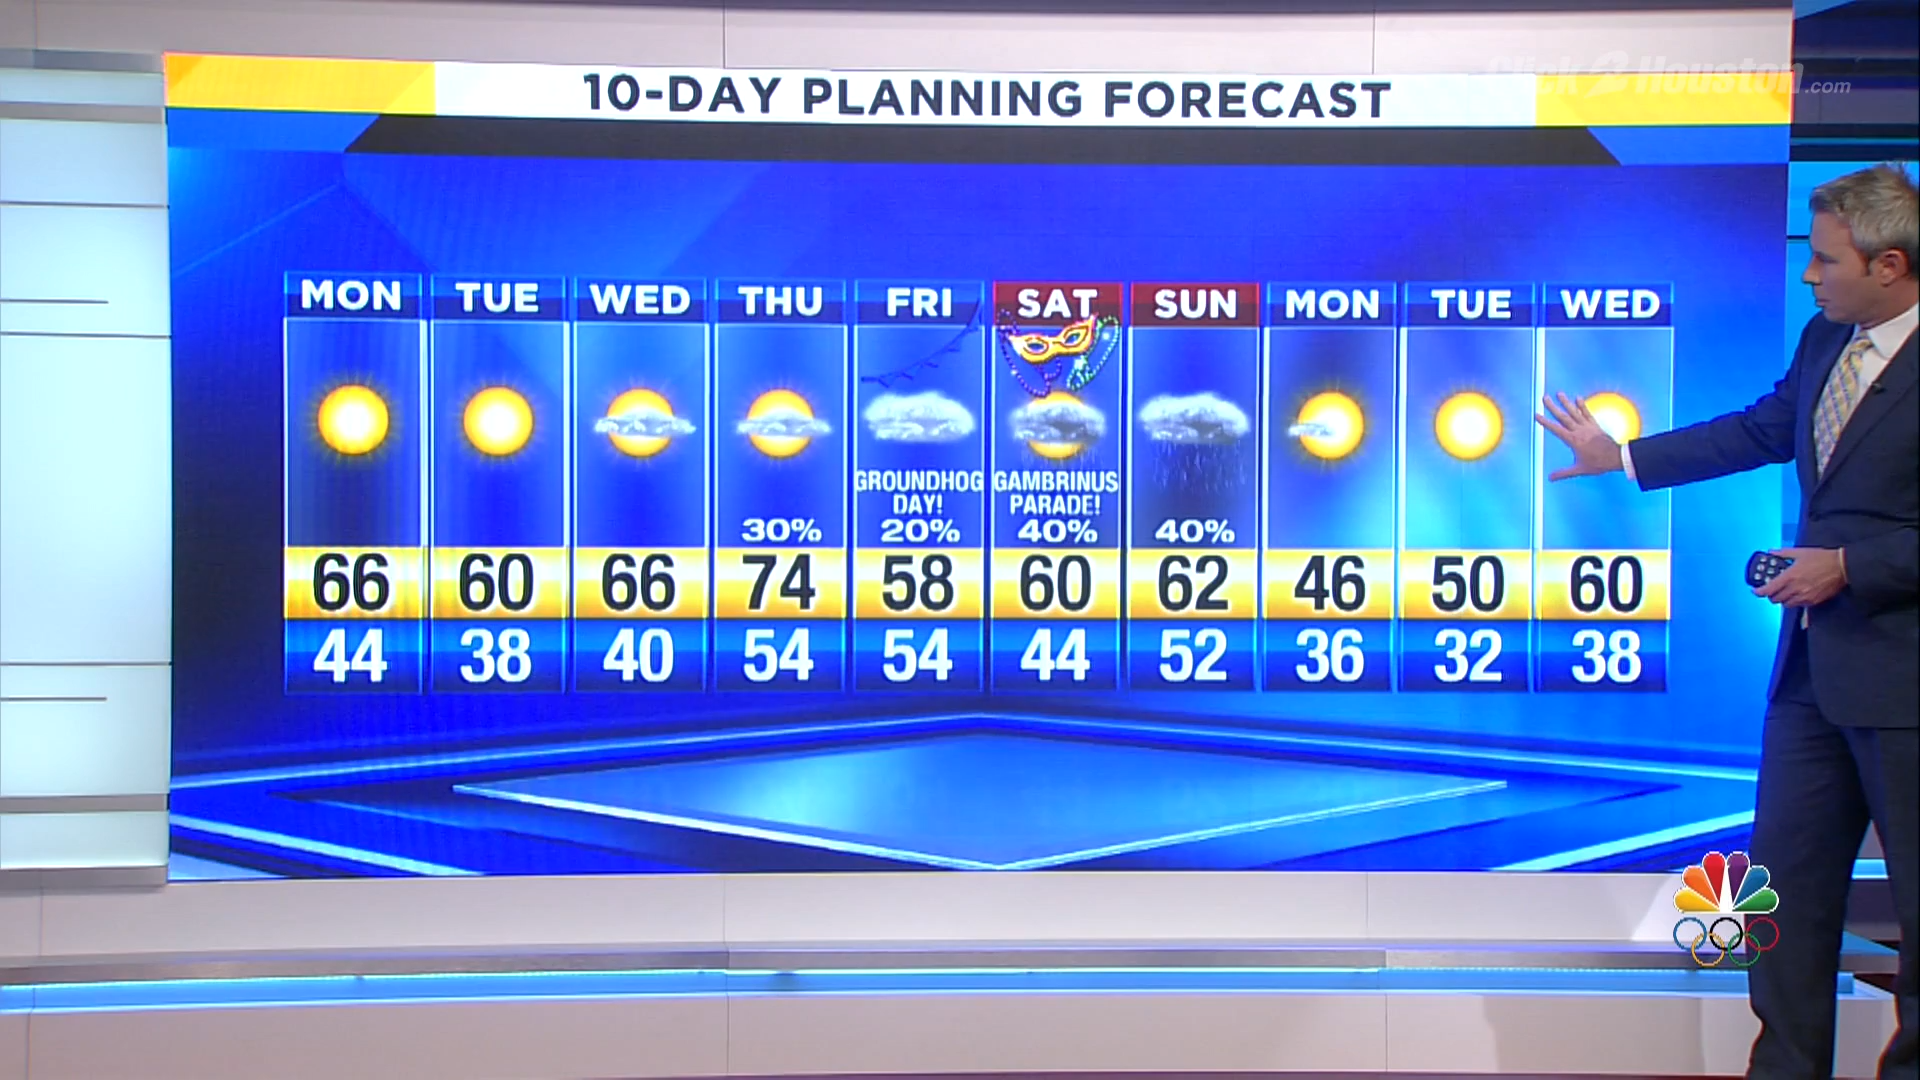 Click2Houston.com
10-DAY PLANNING FORECAST
MON TUE WED THU FRI SAT SUN MON TUE WED
GROUNDHOG DAY!
GAMBRINUS PARADE!
30% 20% 40% 40%
66 60 66 74 58 60 62 46 50 60
44 38 40 54 54 44 52 36 32 38